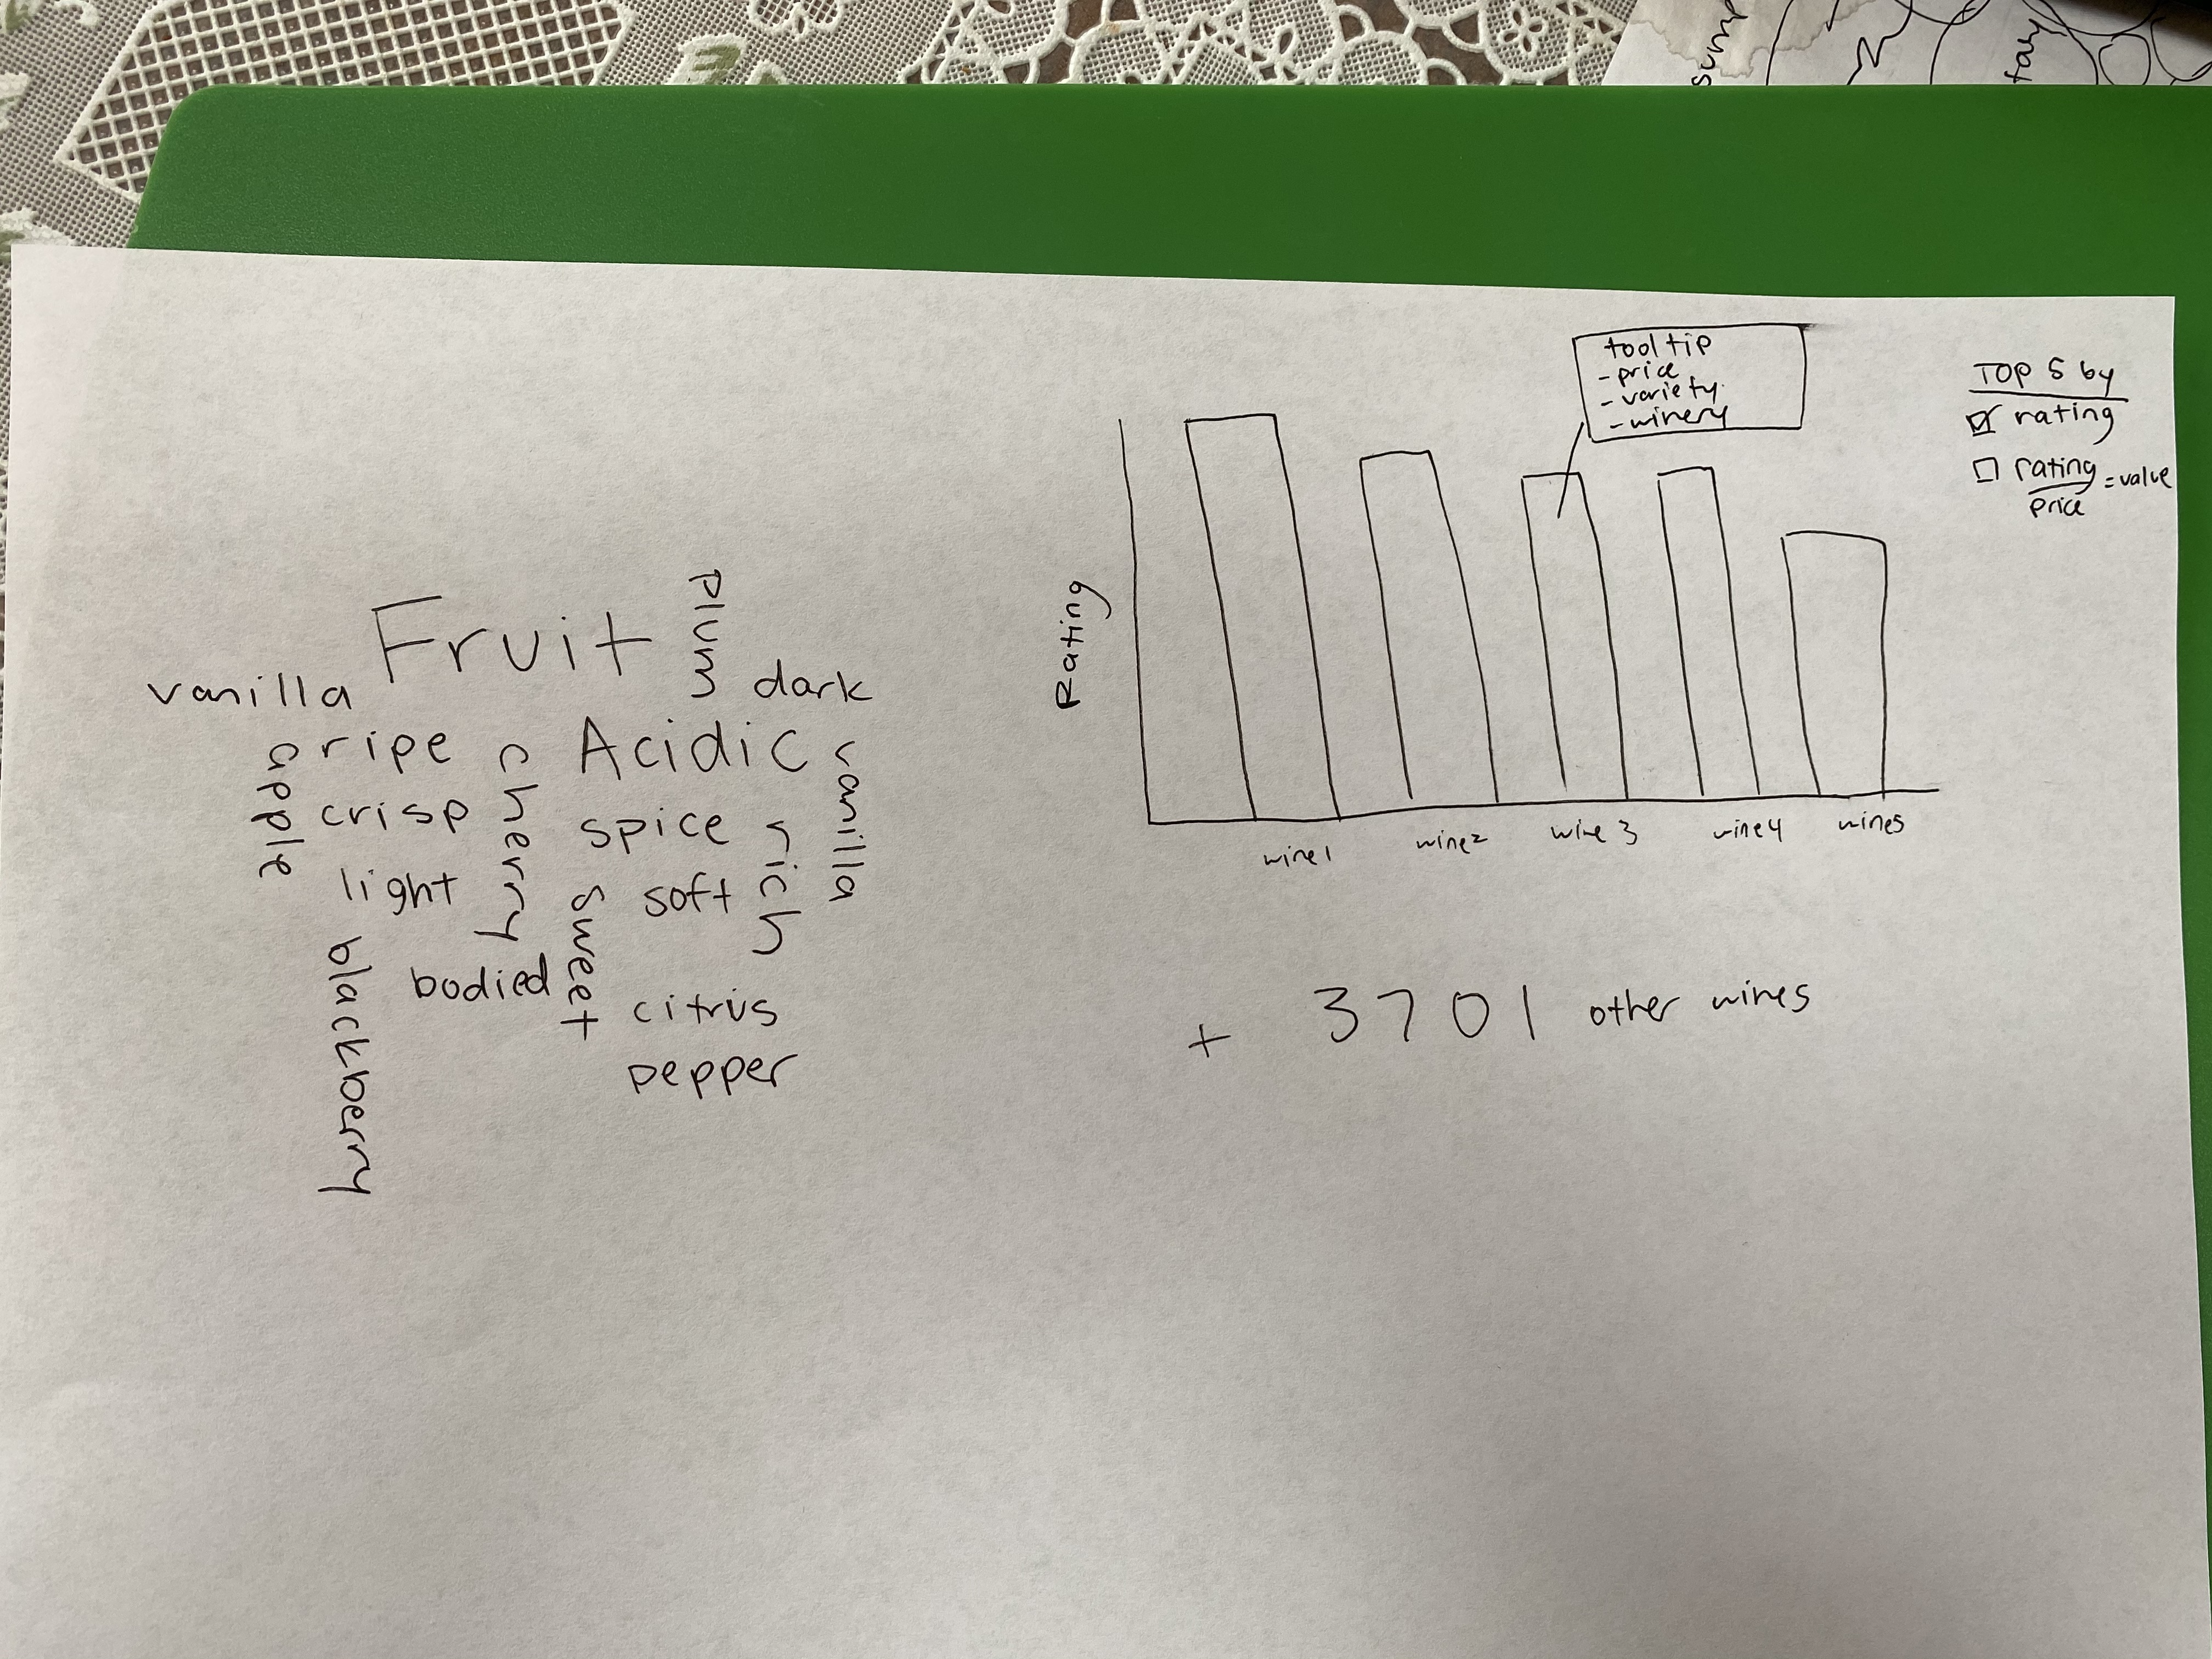 sum
tay
tool tip
- price
- variety
- winery
TOP 5 by
rating
rating
price
= value
Rating
wine1
wine2
wine 3
wine4
wine5
+ 3701 other wines
Fruit
plum
vanilla
dark
apple
ripe
cherry
Acidic
vanilla
crisp
spice
rich
light
sweet
soft
blackberry
bodied
citrus
pepper